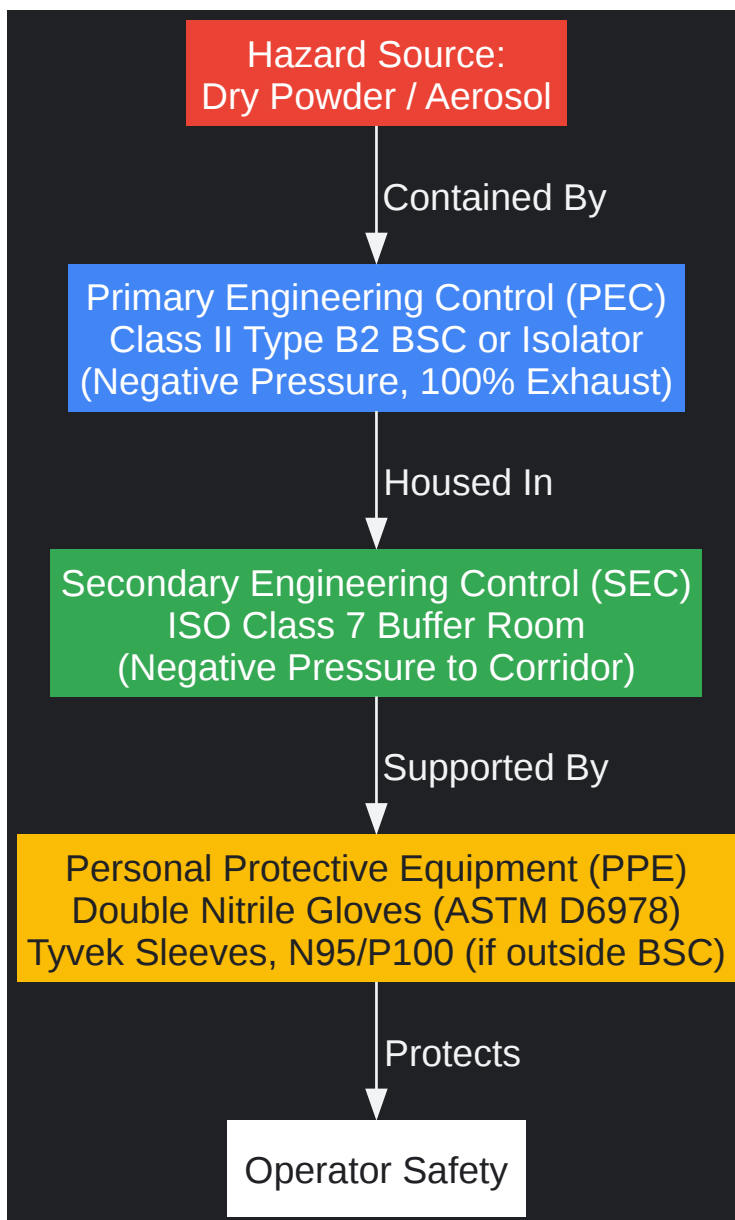 Hazard Source:
Dry Powder / Aerosol
Contained By
Primary Engineering Control (PEC)
Class II Type B2 BSC or Isolator
(Negative Pressure, 100% Exhaust)
Housed In
Secondary Engineering Control (SEC)
ISO Class 7 Buffer Room
(Negative Pressure to Corridor)
Supported By
Personal Protective Equipment (PPE)
Double Nitrile Gloves (ASTM D6978)
Tyvek Sleeves, N95/P100 (if outside BSC)
Protects
Operator Safety